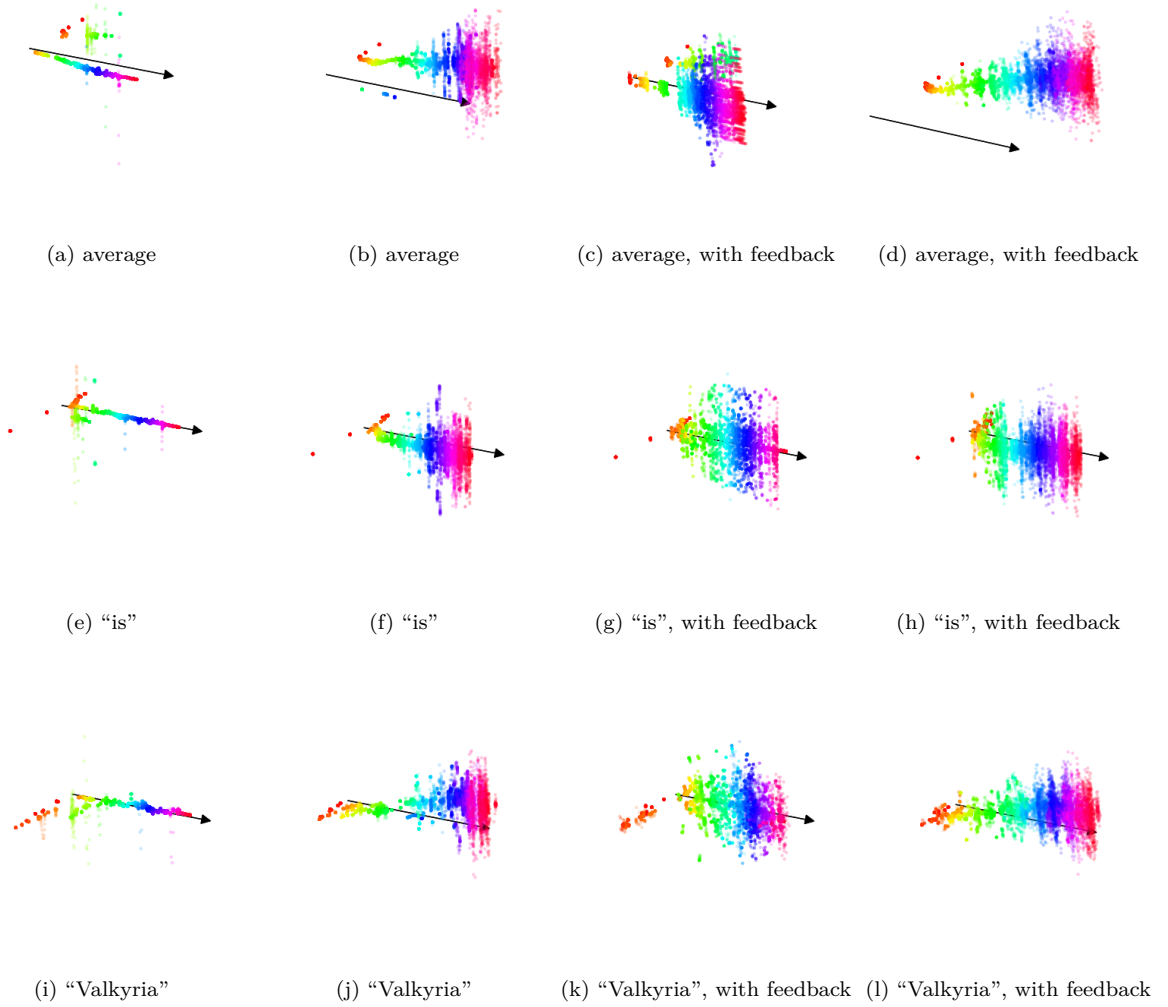 (a) average
(b) average
(c) average, with feedback
(d) average, with feedback
(e) “is”
(f) “is”
(g) “is”, with feedback
(h) “is”, with feedback
(i) “Valkyria”
(j) “Valkyria”
(k) “Valkyria”, with feedback
(l) “Valkyria”, with feedback